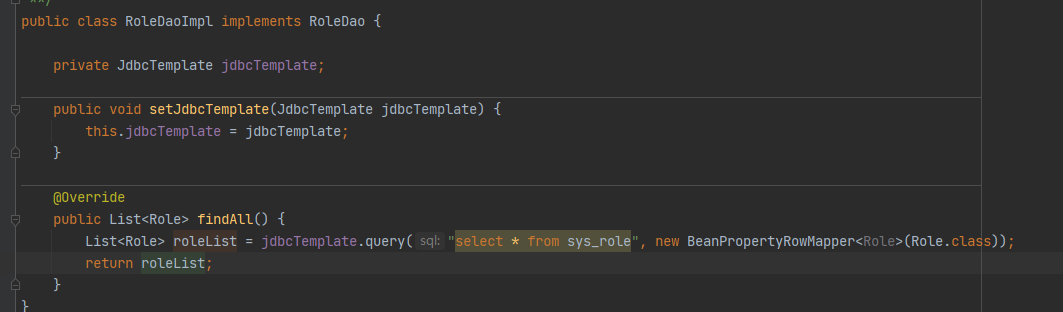 **/
public class RoleDaoImpl implements RoleDao {
private JdbcTemplate jdbcTemplate;
public void setJdbcTemplate(JdbcTemplate jdbcTemplate) {
this.jdbcTemplate = jdbcTemplate;
}
@Override
public List<Role> findAll() {
List<Role> roleList = jdbcTemplate.query( sql: "select * from sys_role", new BeanPropertyRowMapper<Role>(Role.class));
return roleList;
}
}